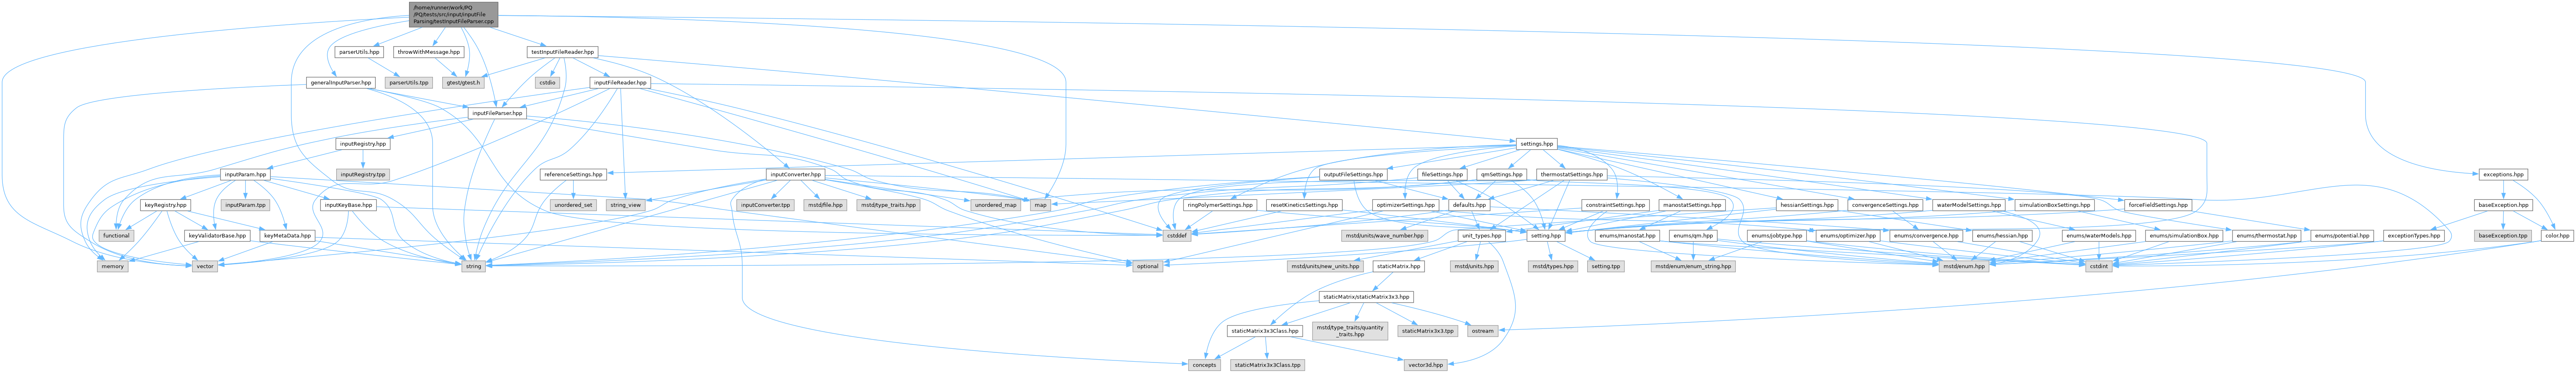 /home/runner/work/PQ
/PQ/tests/src/input/inputFile
Parsing/testInputFileParser.cpp
parserUtils.hpp
throwWithMessage.hpp
testInputFileReader.hpp
generalInputParser.hpp
parserUtils.tpp
gtest/gtest.h
cstdio
inputFileReader.hpp
inputFileParser.hpp
inputRegistry.hpp
settings.hpp
inputParam.hpp
inputRegistry.tpp
referenceSettings.hpp
inputConverter.hpp
outputFileSettings.hpp
fileSettings.hpp
qmSettings.hpp
thermostatSettings.hpp
exceptions.hpp
keyRegistry.hpp
inputParam.tpp
inputKeyBase.hpp
unordered_set
string_view
inputConverter.tpp
mstd/file.hpp
mstd/type_traits.hpp
unordered_map
map
ringPolymerSettings.hpp
resetKineticsSettings.hpp
optimizerSettings.hpp
defaults.hpp
constraintSettings.hpp
manostatSettings.hpp
hessianSettings.hpp
convergenceSettings.hpp
waterModelSettings.hpp
simulationBoxSettings.hpp
forceFieldSettings.hpp
baseException.hpp
functional
keyValidatorBase.hpp
keyMetaData.hpp
cstddef
mstd/units/wave_number.hpp
unit_types.hpp
setting.hpp
enums/manostat.hpp
enums/qm.hpp
enums/jobtype.hpp
enums/optimizer.hpp
enums/convergence.hpp
enums/hessian.hpp
enums/waterModels.hpp
enums/simulationBox.hpp
enums/thermostat.hpp
enums/potential.hpp
exceptionTypes.hpp
baseException.tpp
color.hpp
memory
vector
string
optional
mstd/units/new_units.hpp
staticMatrix.hpp
mstd/units.hpp
mstd/types.hpp
setting.tpp
mstd/enum/enum_string.hpp
mstd/enum.hpp
cstdint
staticMatrix/staticMatrix3x3.hpp
staticMatrix3x3Class.hpp
mstd/type_traits/quantity
_traits.hpp
staticMatrix3x3.tpp
ostream
concepts
staticMatrix3x3Class.tpp
vector3d.hpp